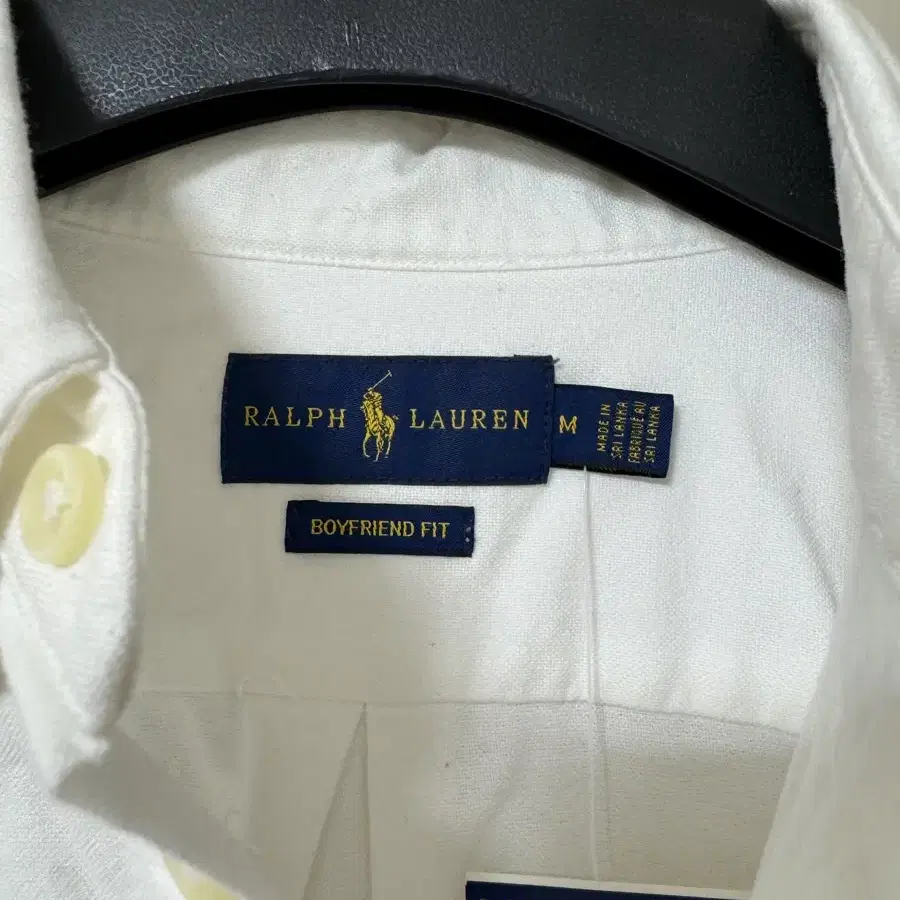 RALPH LAUREN
M
MADE IN
SRI LANKA
FABRIQUÉ AU
SRI LANKA
BOYFRIEND FIT